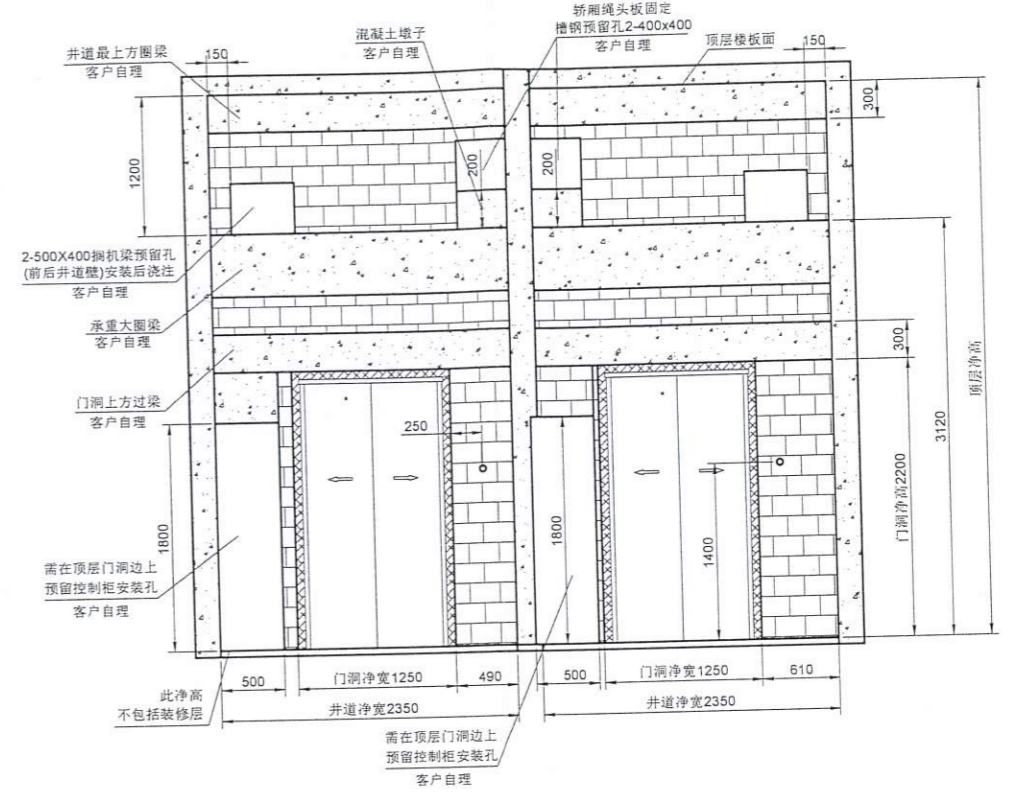 轿厢绳头板固定
槽钢预留孔2-400x400
客户自理
混凝土墩子
客户自理
井道最上方圈梁
客户自理
顶层楼板面
150
150
300
1200
200
200
2-500X400搁机梁预留孔
(前后井道壁)安装后浇注
客户自理
承重大圈梁
客户自理
300
顶层净高
3120
门洞上方过梁
客户自理
250
门洞净高2200
1800
1800
1400
需在顶层门洞边上
预留控制柜安装孔
客户自理
500
门洞净宽1250
490
500
门洞净宽1250
610
此净高
不包括装修层
井道净宽2350
井道净宽2350
需在顶层门洞边上
预留控制柜安装孔
客户自理